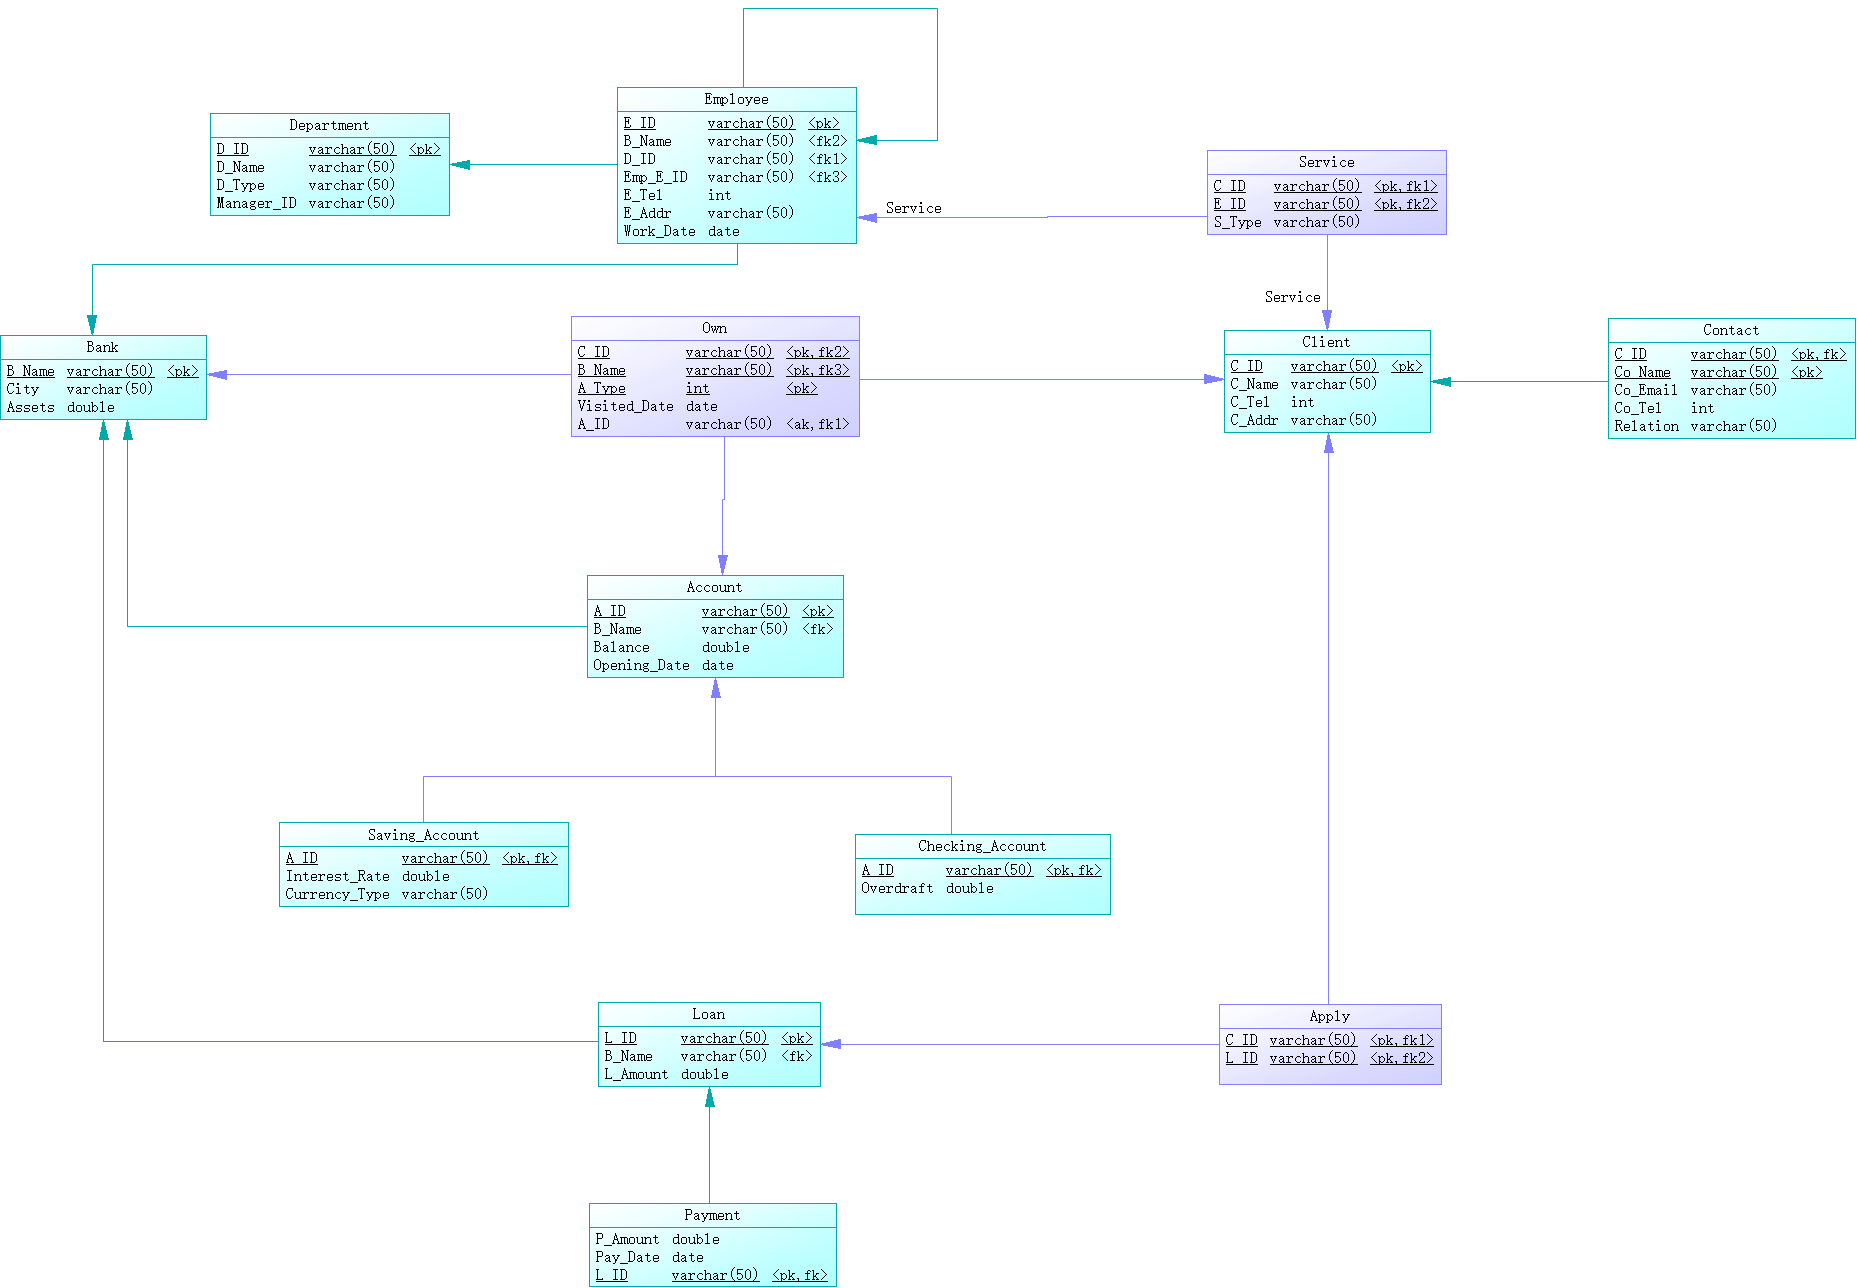 Employee
E_ID varchar(50) <pk>
B_Name varchar(50) <fk2>
D_ID varchar(50) <fk1>
Emp_E_ID varchar(50) <fk3>
E_Tel int
E_Addr varchar(50)
Work_Date date
Department
D_ID varchar(50) <pk>
D_Name varchar(50)
D_Type varchar(50)
Manager_ID varchar(50)
Service
C_ID varchar(50) <pk,fk1>
E_ID varchar(50) <pk,fk2>
S_Type varchar(50)
Service
Service
Bank
B_Name varchar(50) <pk>
City varchar(50)
Assets double
Own
C_ID varchar(50) <pk,fk2>
B_Name varchar(50) <pk,fk3>
A_Type int <pk>
Visited_Date date
A_ID varchar(50) <ak,fk1>
Client
C_ID varchar(50) <pk>
C_Name varchar(50)
C_Tel int
C_Addr varchar(50)
Contact
C_ID varchar(50) <pk,fk>
Co_Name varchar(50) <pk>
Co_Email varchar(50)
Co_Tel int
Relation varchar(50)
Account
A_ID varchar(50) <pk>
B_Name varchar(50) <fk>
Balance double
Opening_Date date
Saving_Account
A_ID varchar(50) <pk,fk>
Interest_Rate double
Currency_Type varchar(50)
Checking_Account
A_ID varchar(50) <pk,fk>
Overdraft double
Loan
L_ID varchar(50) <pk>
B_Name varchar(50) <fk>
L_Amount double
Apply
C_ID varchar(50) <pk,fk1>
L_ID varchar(50) <pk,fk2>
Payment
P_Amount double
Pay_Date date
L_ID varchar(50) <pk,fk>